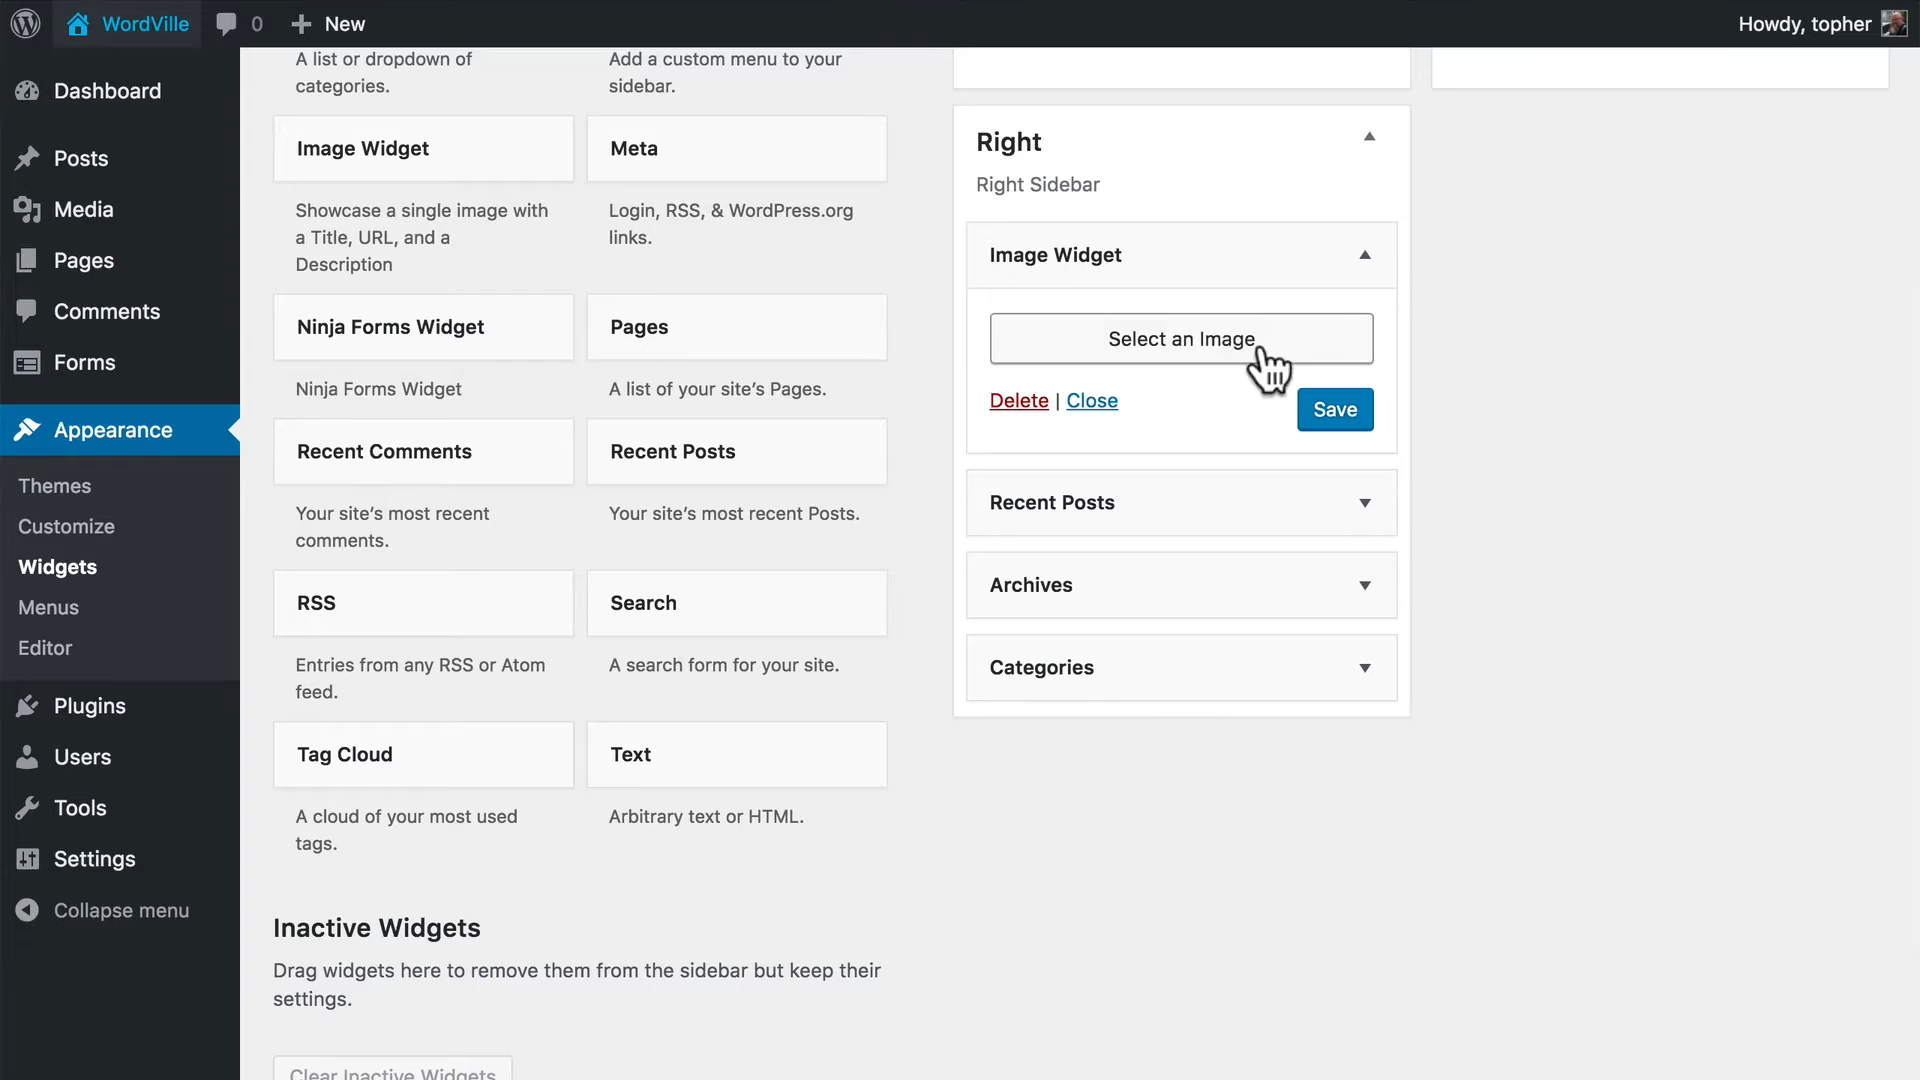 WordVille
0
New
Howdy, topher
Dashboard
Posts
Media
Pages
Comments
Forms
Appearance
Themes
Customize
Widgets
Menus
Editor
Plugins
Users
Tools
Settings
Collapse menu
A list or dropdown of
categories.
Add a custom menu to your
sidebar.
Image Widget
Showcase a single image with
a Title, URL, and a
Description
Meta
Login, RSS, & WordPress.org
links.
Ninja Forms Widget
Ninja Forms Widget
Pages
A list of your site’s Pages.
Recent Comments
Your site’s most recent
comments.
Recent Posts
Your site’s most recent Posts.
RSS
Entries from any RSS or Atom
feed.
Search
A search form for your site.
Tag Cloud
A cloud of your most used
tags.
Text
Arbitrary text or HTML.
Inactive Widgets
Drag widgets here to remove them from the sidebar but keep their
settings.
Clear Inactive Widgets
Right
Right Sidebar
Image Widget
Select an Image
Delete | Close
Save
Recent Posts
Archives
Categories